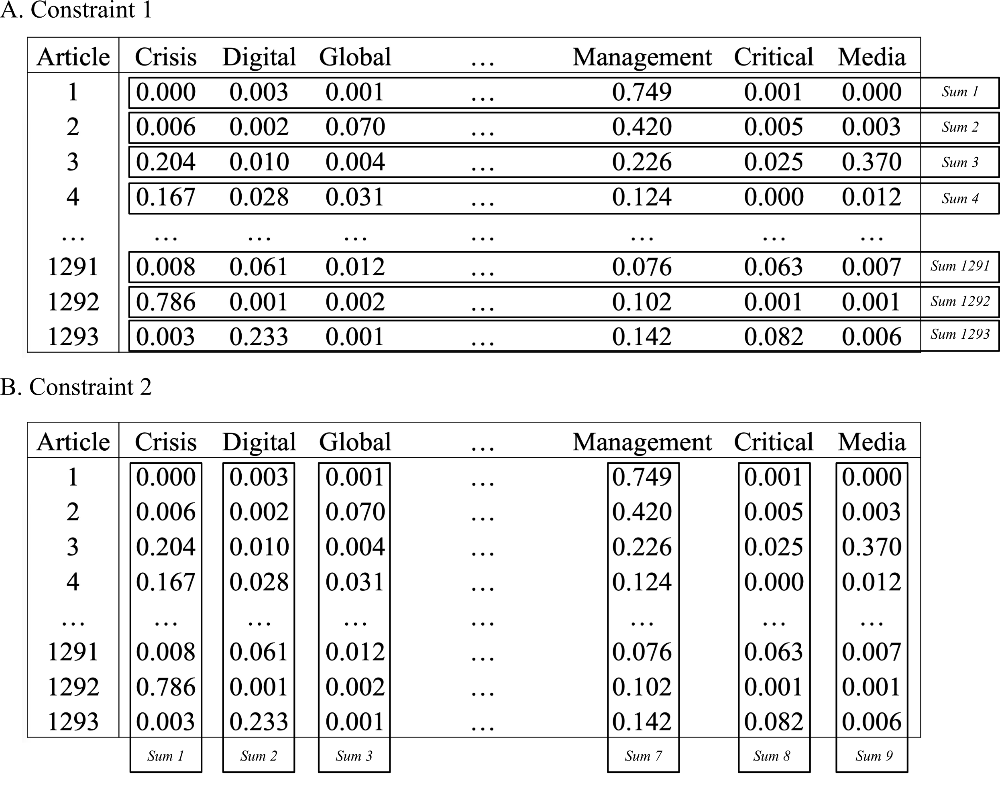 A. Constraint 1
Article Crisis Digital Global ... Management Critical Media
1 0.000 0.003 0.001 ... 0.749 0.001 0.000 Sum 1
2 0.006 0.002 0.070 ... 0.420 0.005 0.003 Sum 2
3 0.204 0.010 0.004 ... 0.226 0.025 0.370 Sum 3
4 0.167 0.028 0.031 ... 0.124 0.000 0.012 Sum 4
... ... ... ... ... ... ... ...
1291 0.008 0.061 0.012 ... 0.076 0.063 0.007 Sum 1291
1292 0.786 0.001 0.002 ... 0.102 0.001 0.001 Sum 1292
1293 0.003 0.233 0.001 ... 0.142 0.082 0.006 Sum 1293
B. Constraint 2
Article Crisis Digital Global ... Management Critical Media
1 0.000 0.003 0.001 ... 0.749 0.001 0.000
2 0.006 0.002 0.070 ... 0.420 0.005 0.003
3 0.204 0.010 0.004 ... 0.226 0.025 0.370
4 0.167 0.028 0.031 ... 0.124 0.000 0.012
... ... ... ... ... ... ... ...
1291 0.008 0.061 0.012 ... 0.076 0.063 0.007
1292 0.786 0.001 0.002 ... 0.102 0.001 0.001
1293 0.003 0.233 0.001 ... 0.142 0.082 0.006
Sum 1 Sum 2 Sum 3 Sum 7 Sum 8 Sum 9